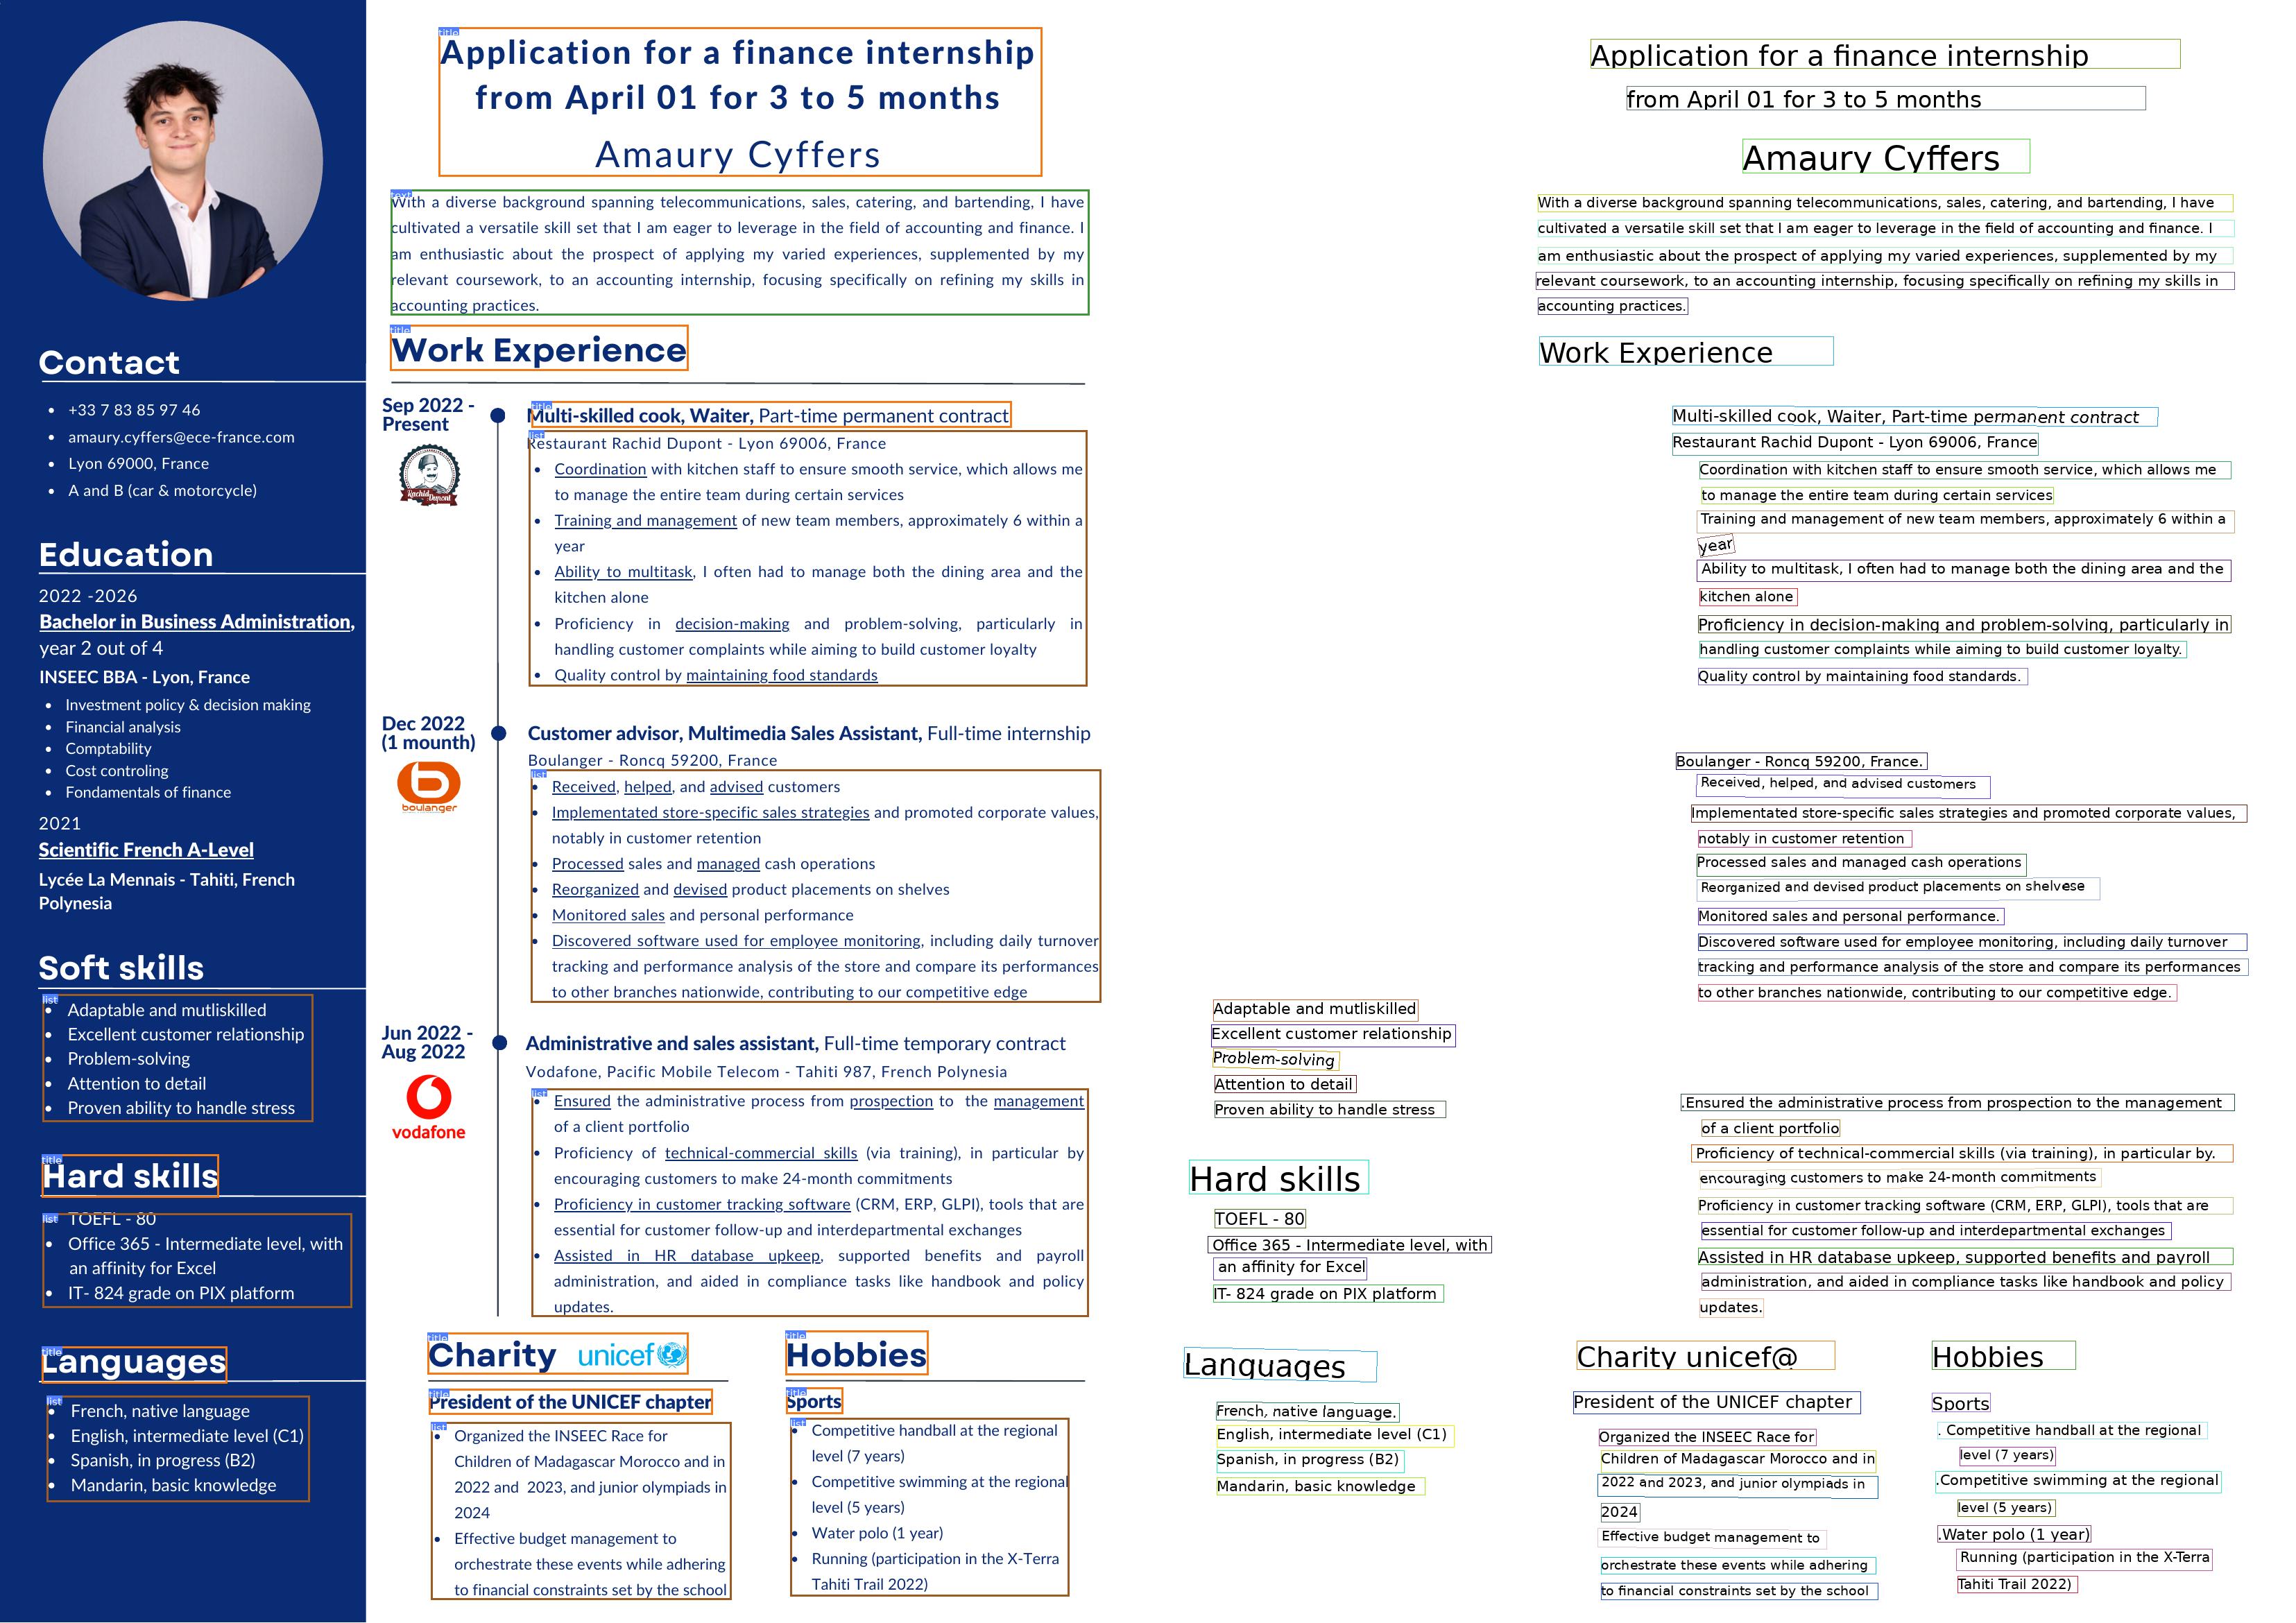 Contact
+33 7 83 85 97 46
amaury.cyffers@ece-france.com
Lyon 69000, France
A and B (car & motorcycle)
Education
2022 -2026
Bachelor in Business Administration,
year 2 out of 4
INSEEC BBA - Lyon, France
Investment policy & decision making
Financial analysis
Comptability
Cost controling
Fondamentals of finance
2021
Scientific French A-Level
Lycée La Mennais - Tahiti, French
Polynesia
Soft skills
list
Adaptable and mutliskilled
Excellent customer relationship
Problem-solving
Attention to detail
Proven ability to handle stress
title
Hard skills
list
TOEFL - 80
Office 365 - Intermediate level, with
an affinity for Excel
IT- 824 grade on PIX platform
title
Languages
list
French, native language
English, intermediate level (C1)
Spanish, in progress (B2)
Mandarin, basic knowledge
title
Application for a finance internship
from April 01 for 3 to 5 months
Amaury Cyffers
text
With a diverse background spanning telecommunications, sales, catering, and bartending, I have
cultivated a versatile skill set that I am eager to leverage in the field of accounting and finance. I
am enthusiastic about the prospect of applying my varied experiences, supplemented by my
relevant coursework, to an accounting internship, focusing specifically on refining my skills in
accounting practices.
title
Work Experience
Sep 2022 -
Present
Rachid Dupont
title
Multi-skilled cook, Waiter, Part-time permanent contract
list
Restaurant Rachid Dupont - Lyon 69006, France
Coordination with kitchen staff to ensure smooth service, which allows me
to manage the entire team during certain services
Training and management of new team members, approximately 6 within a
year
Ability to multitask, I often had to manage both the dining area and the
kitchen alone
Proficiency in decision-making and problem-solving, particularly in
handling customer complaints while aiming to build customer loyalty
Quality control by maintaining food standards
Dec 2022
(1 mounth)
boulanger
Customer advisor, Multimedia Sales Assistant, Full-time internship
Boulanger - Roncq 59200, France
list
Received, helped, and advised customers
Implementated store-specific sales strategies and promoted corporate values,
notably in customer retention
Processed sales and managed cash operations
Reorganized and devised product placements on shelves
Monitored sales and personal performance
Discovered software used for employee monitoring, including daily turnover
tracking and performance analysis of the store and compare its performances
to other branches nationwide, contributing to our competitive edge
Jun 2022 -
Aug 2022
vodafone
Administrative and sales assistant, Full-time temporary contract
Vodafone, Pacific Mobile Telecom - Tahiti 987, French Polynesia
list
Ensured the administrative process from prospection to the management
of a client portfolio
Proficiency of technical-commercial skills (via training), in particular by
encouraging customers to make 24-month commitments
Proficiency in customer tracking software (CRM, ERP, GLPI), tools that are
essential for customer follow-up and interdepartmental exchanges
Assisted in HR database upkeep, supported benefits and payroll
administration, and aided in compliance tasks like handbook and policy
updates.
title
Charity unicef
title
President of the UNICEF chapter
list
Organized the INSEEC Race for
Children of Madagascar Morocco and in
2022 and 2023, and junior olympiads in
2024
Effective budget management to
orchestrate these events while adhering
to financial constraints set by the school
title
Hobbies
title
Sports
list
Competitive handball at the regional
level (7 years)
Competitive swimming at the regional
level (5 years)
Water polo (1 year)
Running (participation in the X-Terra
Tahiti Trail 2022)
Adaptable and mutliskilled
Excellent customer relationship
Problem-solving
Attention to detail
Proven ability to handle stress
Hard skills
TOEFL - 80
Office 365 - Intermediate level, with
an affinity for Excel
IT- 824 grade on PIX platform
Languages
French, native language.
English, intermediate level (C1)
Spanish, in progress (B2)
Mandarin, basic knowledge
Application for a finance internship
from April 01 for 3 to 5 months
Amaury Cyffers
With a diverse background spanning telecommunications, sales, catering, and bartending, I have
cultivated a versatile skill set that I am eager to leverage in the field of accounting and finance. I
am enthusiastic about the prospect of applying my varied experiences, supplemented by my
relevant coursework, to an accounting internship, focusing specifically on refining my skills in
accounting practices.
Work Experience
Multi-skilled cook, Waiter, Part-time permanent contract
Restaurant Rachid Dupont - Lyon 69006, France
Coordination with kitchen staff to ensure smooth service, which allows me
to manage the entire team during certain services
Training and management of new team members, approximately 6 within a
year
Ability to multitask, I often had to manage both the dining area and the
kitchen alone
Proficiency in decision-making and problem-solving, particularly in
handling customer complaints while aiming to build customer loyalty.
Quality control by maintaining food standards.
Boulanger - Roncq 59200, France.
Received, helped, and advised customers
Implementated store-specific sales strategies and promoted corporate values,
notably in customer retention
Processed sales and managed cash operations
Reorganized and devised product placements on shelvese
Monitored sales and personal performance.
Discovered software used for employee monitoring, including daily turnover
tracking and performance analysis of the store and compare its performances
to other branches nationwide, contributing to our competitive edge.
.Ensured the administrative process from prospection to the management
of a client portfolio
Proficiency of technical-commercial skills (via training), in particular by.
encouraging customers to make 24-month commitments
Proficiency in customer tracking software (CRM, ERP, GLPI), tools that are
essential for customer follow-up and interdepartmental exchanges
Assisted in HR database upkeep, supported benefits and payroll
administration, and aided in compliance tasks like handbook and policy
updates.
Charity unicef@
President of the UNICEF chapter
Organized the INSEEC Race for
Children of Madagascar Morocco and in
2022 and 2023, and junior olympiads in
2024
Effective budget management to
orchestrate these events while adhering
to financial constraints set by the school
Hobbies
Sports
. Competitive handball at the regional
level (7 years)
.Competitive swimming at the regional
level (5 years)
.Water polo (1 year)
Running (participation in the X-Terra
Tahiti Trail 2022)